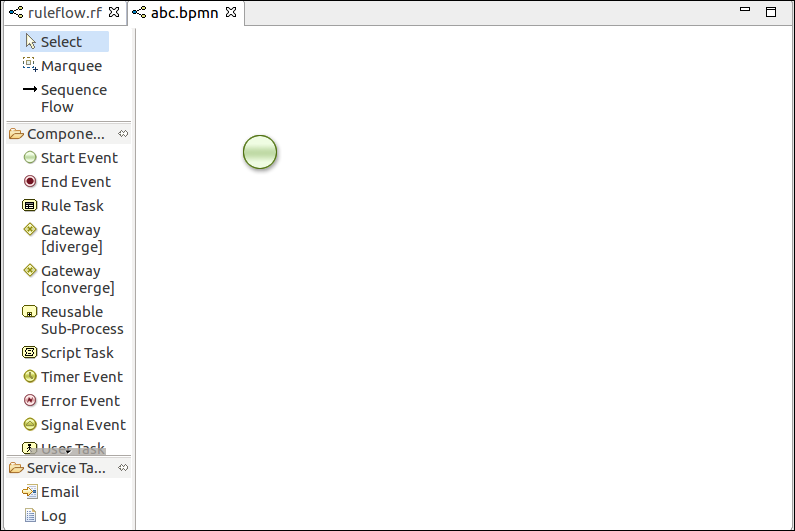 ruleflow.rf
abc.bpmn
Select
Marquee
Sequence
Flow
Compone...
Start Event
End Event
Rule Task
Gateway
[diverge]
Gateway
[converge]
Reusable
Sub-Process
Script Task
Timer Event
Error Event
Signal Event
User Task
Service Ta...
Email
Log